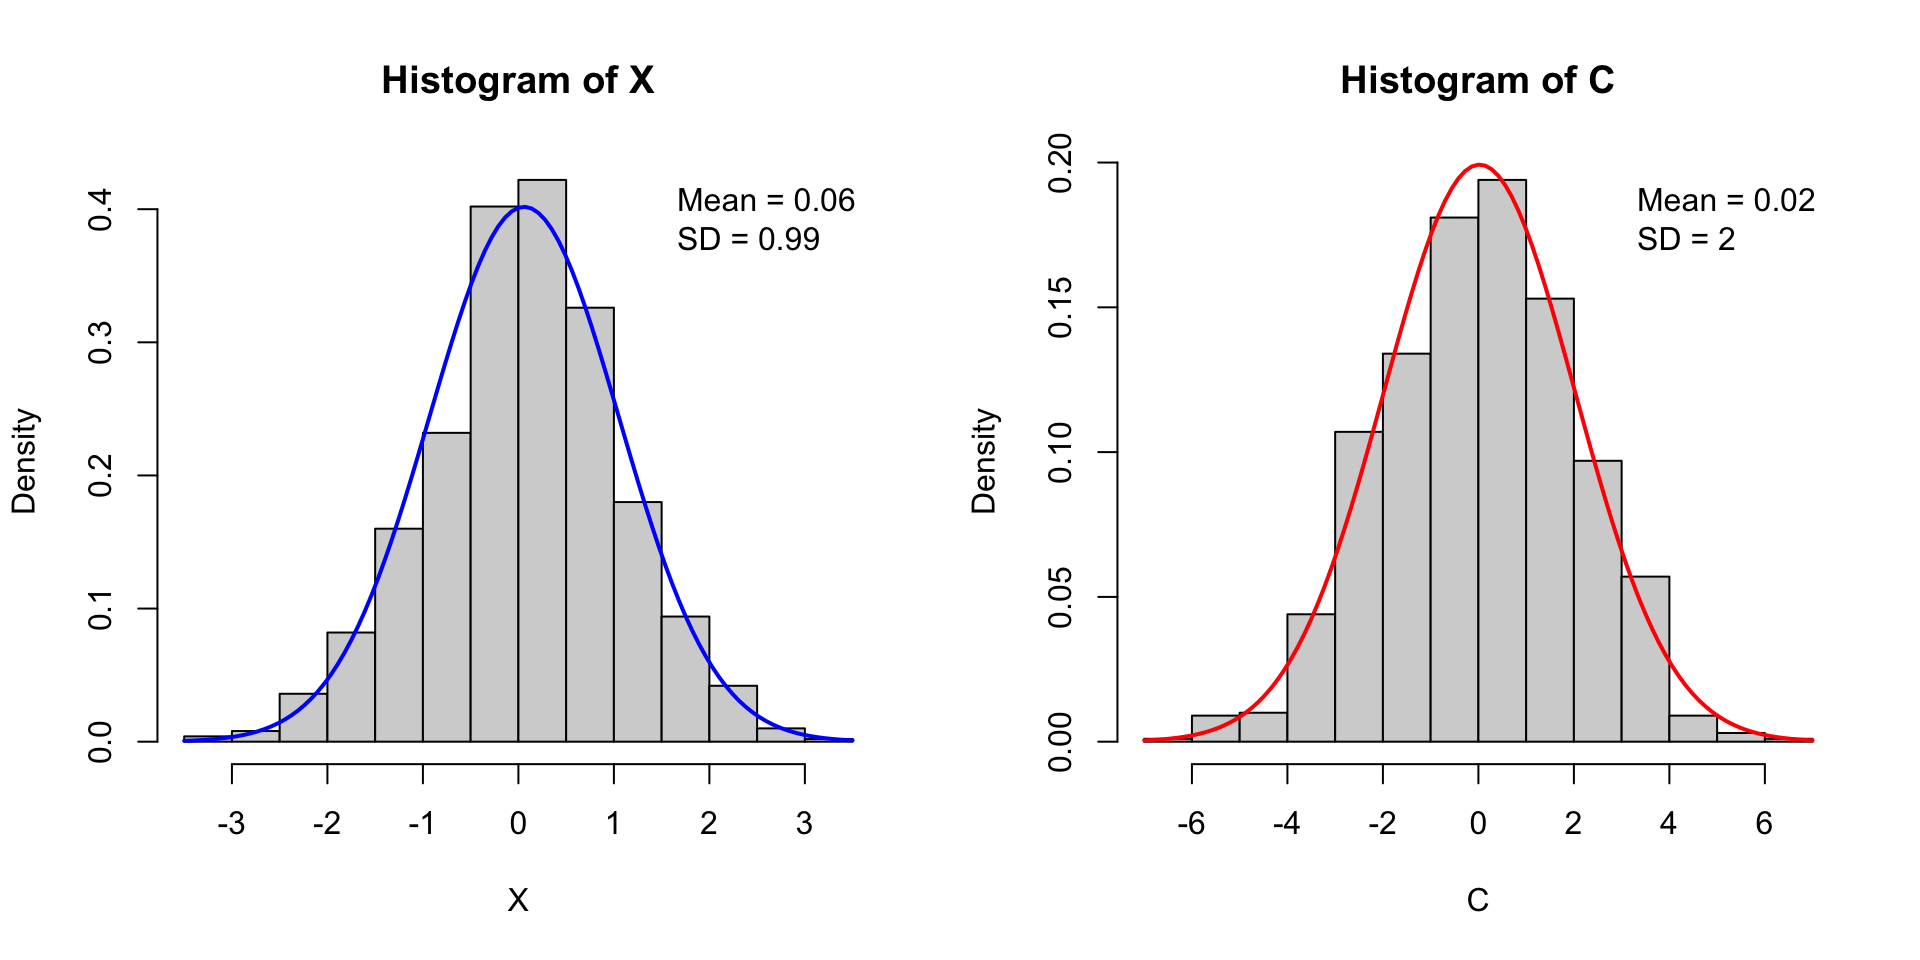 Histogram of X
Mean = 0.06
SD = 0.99
Density
0.0
0.1
0.2
0.3
0.4
-3 -2 -1 0 1 2 3
X
Histogram of C
Mean = 0.02
SD = 2
Density
0.00
0.05
0.10
0.15
0.20
-6 -4 -2 0 2 4 6
C